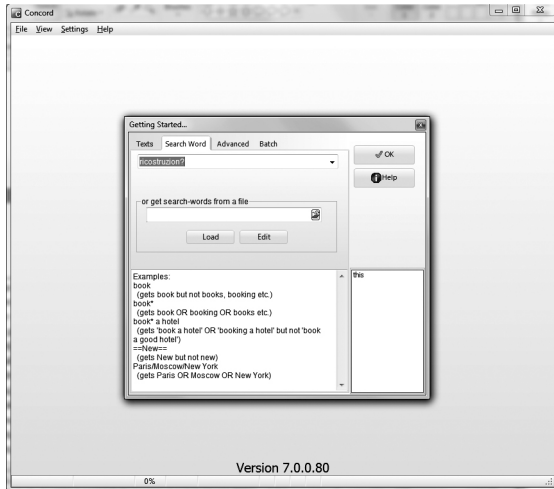 Concord
File View Settings Help
Getting Started...
Texts Search Word Advanced Batch
ricostruzion?
OK
Help
or get search-words from a file
Load Edit
Examples:
book
(gets book but not books, booking etc.)
book*
(gets book OR booking OR books etc.)
book* a hotel
(gets 'book a hotel' OR 'booking a hotel' but not 'book
a good hotel')
==New==
(gets New but not new)
Paris/Moscow/New York
(gets Paris OR Moscow OR New York)
this
Version 7.0.0.80
0%